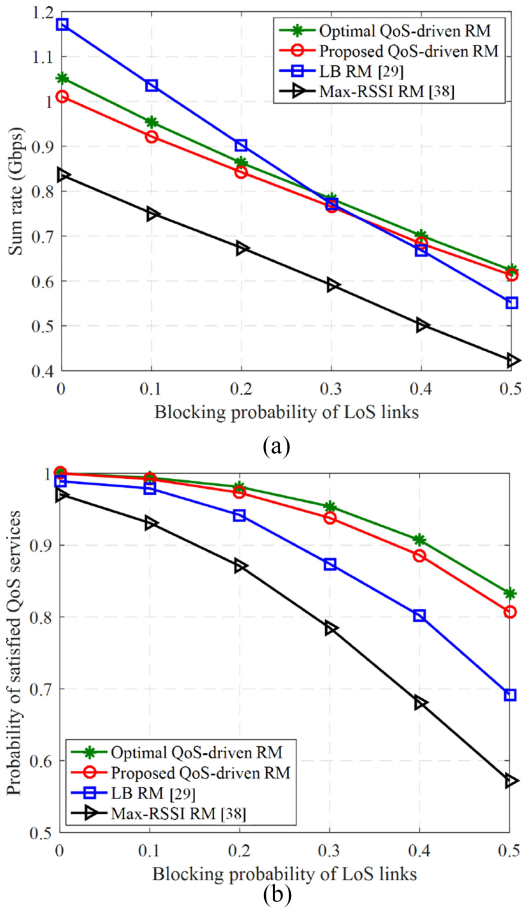 1.2
1.1
1
0.9
0.8
0.7
0.6
0.5
0.4
Sum rate (Gbps)
Optimal QoS-driven RM
Proposed QoS-driven RM
LB RM [29]
Max-RSSI RM [38]
0 0.1 0.2 0.3 0.4 0.5
Blocking probability of LoS links
(a)
1
0.9
0.8
0.7
0.6
0.5
Probability of satisfied QoS services
Optimal QoS-driven RM
Proposed QoS-driven RM
LB RM [29]
Max-RSSI RM [38]
0 0.1 0.2 0.3 0.4 0.5
Blocking probability of LoS links
(b)